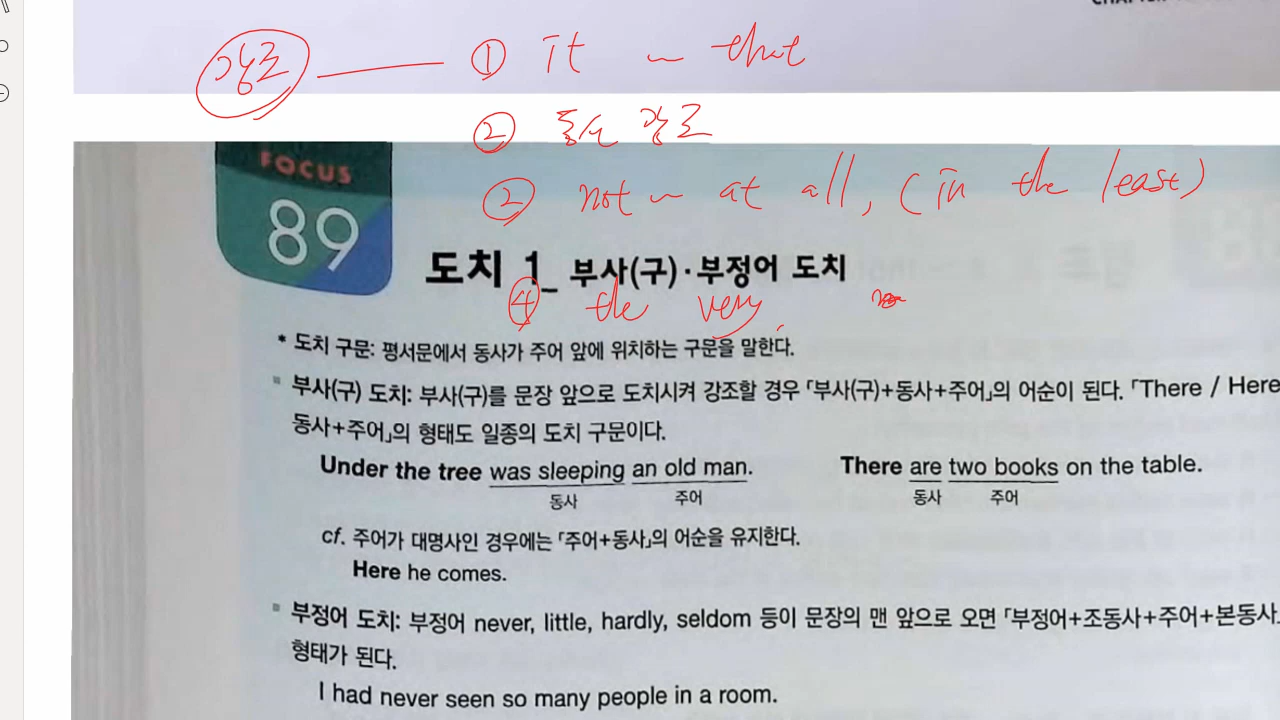 강조 ① it ~ that
② 동사 강조
② not ~ at all, (in the least)
FOCUS
89
도치 1_ 부사(구)·부정어 도치
④ the very
* 도치 구문: 평서문에서 동사가 주어 앞에 위치하는 구문을 말한다.
부사(구) 도치: 부사(구)를 문장 앞으로 도치시켜 강조할 경우 「부사(구)+동사+주어」의 어순이 된다. 「There / Here
동사+주어」의 형태도 일종의 도치 구문이다.
Under the tree was sleeping an old man. There are two books on the table.
동사 주어 동사 주어
cf. 주어가 대명사인 경우에는 「주어+동사」의 어순을 유지한다.
Here he comes.
부정어 도치: 부정어 never, little, hardly, seldom 등이 문장의 맨 앞으로 오면 「부정어+조동사+주어+본동사」
형태가 된다.
I had never seen so many people in a room.